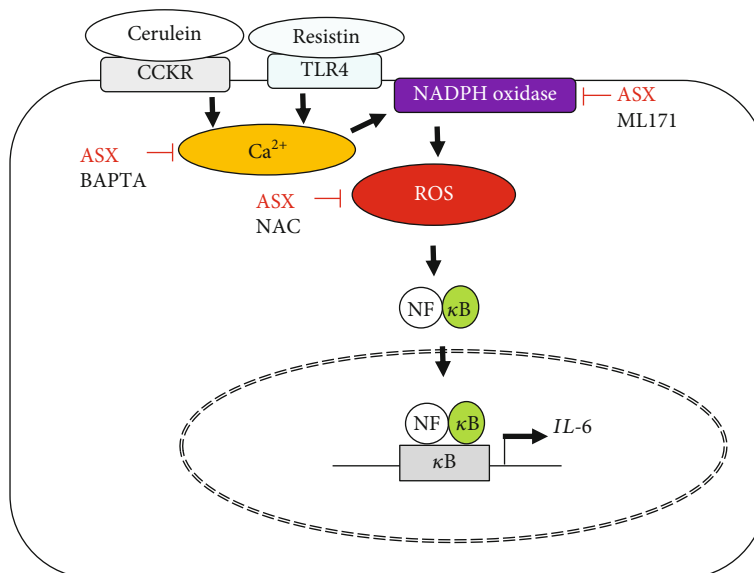 Cerulein
Resistin
CCKR
TLR4
NADPH oxidase
ASX
ML171
Ca²⁺
ASX
BAPTA
ASX
NAC
ROS
NF
κB
NF
κB
IL-6
κB